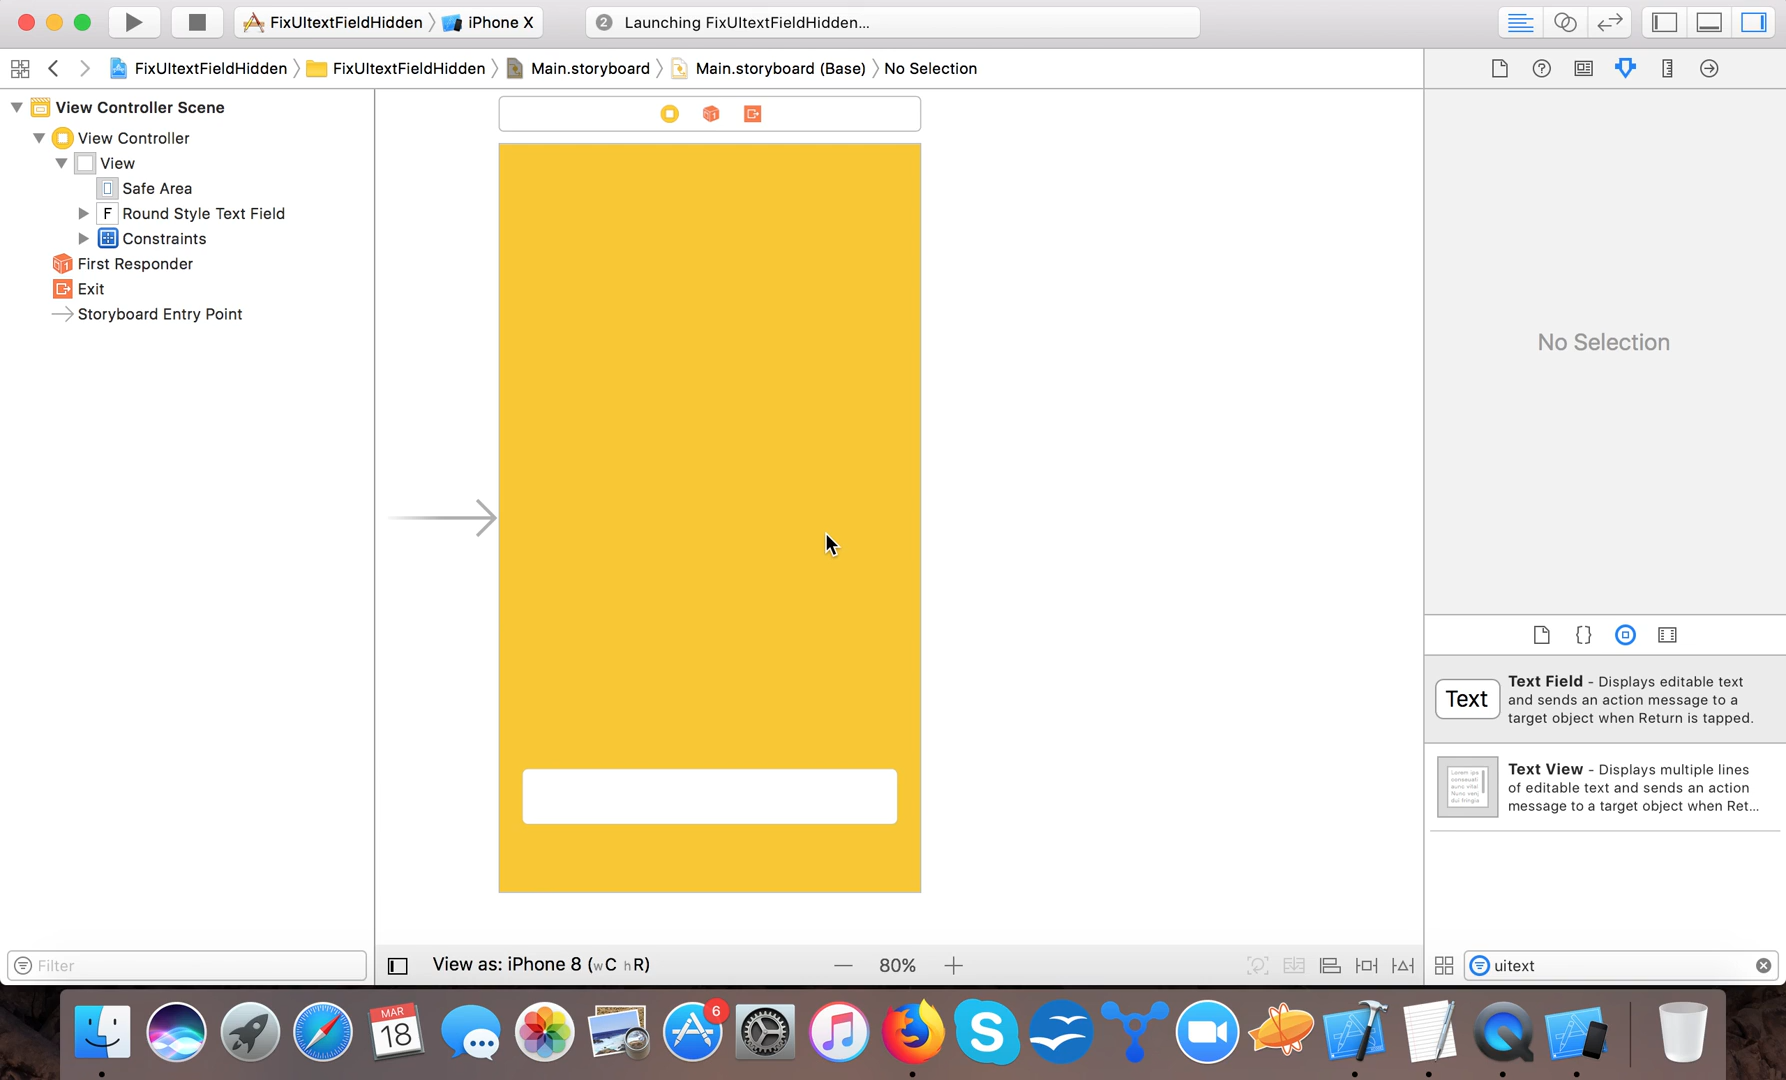 FixUItextFieldHidden iPhone X
2 Launching FixUItextFieldHidden...
FixUItextFieldHidden FixUItextFieldHidden Main.storyboard Main.storyboard (Base) No Selection
View Controller Scene
View Controller
View
Safe Area
F Round Style Text Field
Constraints
First Responder
Exit
Storyboard Entry Point
No Selection
Text
Text Field - Displays editable text
and sends an action message to a
target object when Return is tapped.
Text View - Displays multiple lines
of editable text and sends an action
message to a target object when Ret...
Filter
View as: iPhone 8 (wC hR)
80%
uitext
MAR
18
6